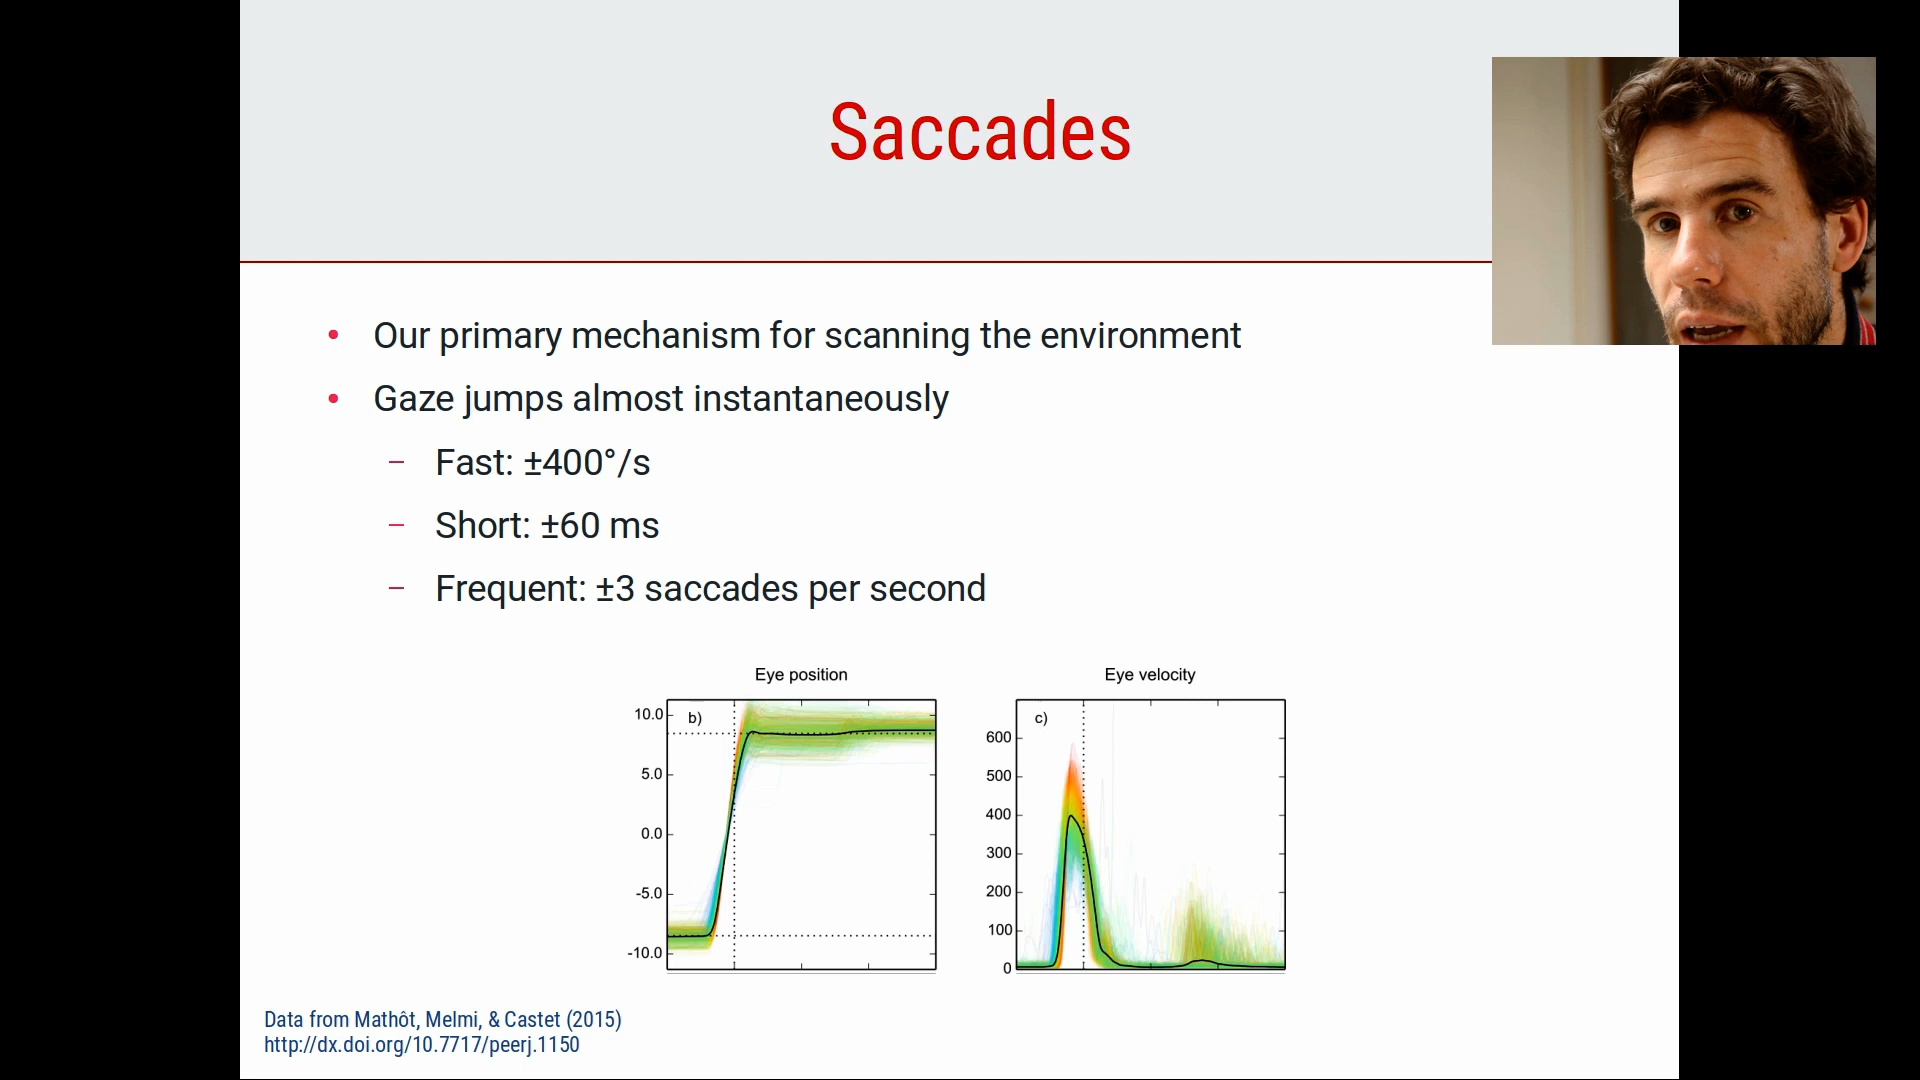 Saccades
• Our primary mechanism for scanning the environment
• Gaze jumps almost instantaneously
– Fast: ±400°/s
– Short: ±60 ms
– Frequent: ±3 saccades per second
Eye position
b)
10.0
5.0
0.0
-5.0
-10.0
Eye velocity
c)
600
500
400
300
200
100
0
Data from Mathôt, Melmi, & Castet (2015)
http://dx.doi.org/10.7717/peerj.1150